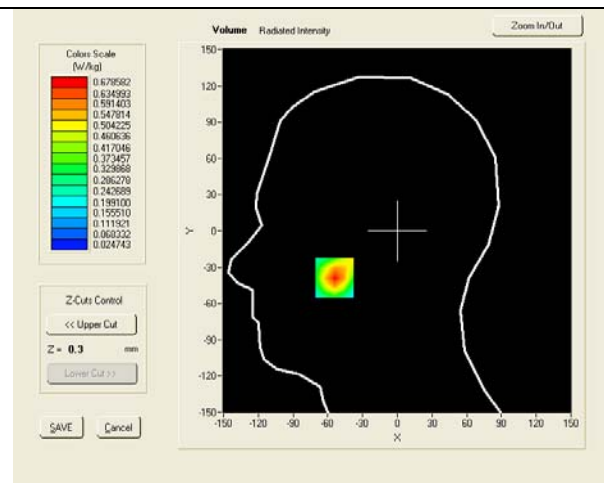 Volume Radiated Intensity
Zoom In/Out
Colors Scale
(W/kg)
0.678582
0.634993
0.591403
0.547814
0.504225
0.460636
0.417046
0.373457
0.329868
0.286278
0.242689
0.199100
0.155510
0.111921
0.068332
0.024743
Z-Cuts Control
<< Upper Cut
Z = 0.3 mm
Lower Cut >>
SAVE Cancel
150
120
90
60
30
Y 0
-30
-60
-90
-120
-150
-150 -120 -90 -60 -30 0 30 60 90 120 150
X